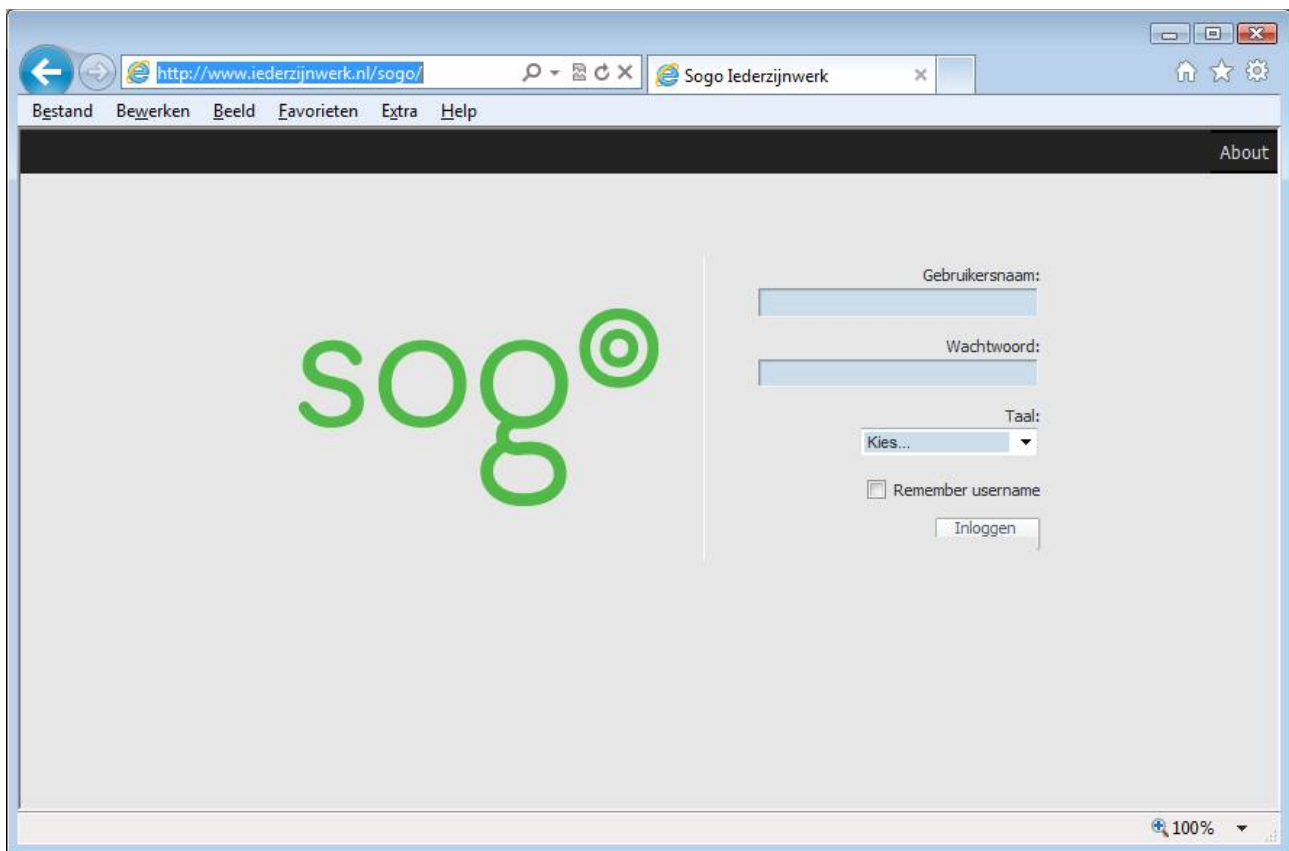 http://www.iederzijnwerk.nl/sogo/
Sogo Iederzijnwerk
Bestand Bewerken Beeld Favorieten Extra Help
About
sogo
Gebruikersnaam:
Wachtwoord:
Taal:
Kies...
Remember username
Inloggen
100%